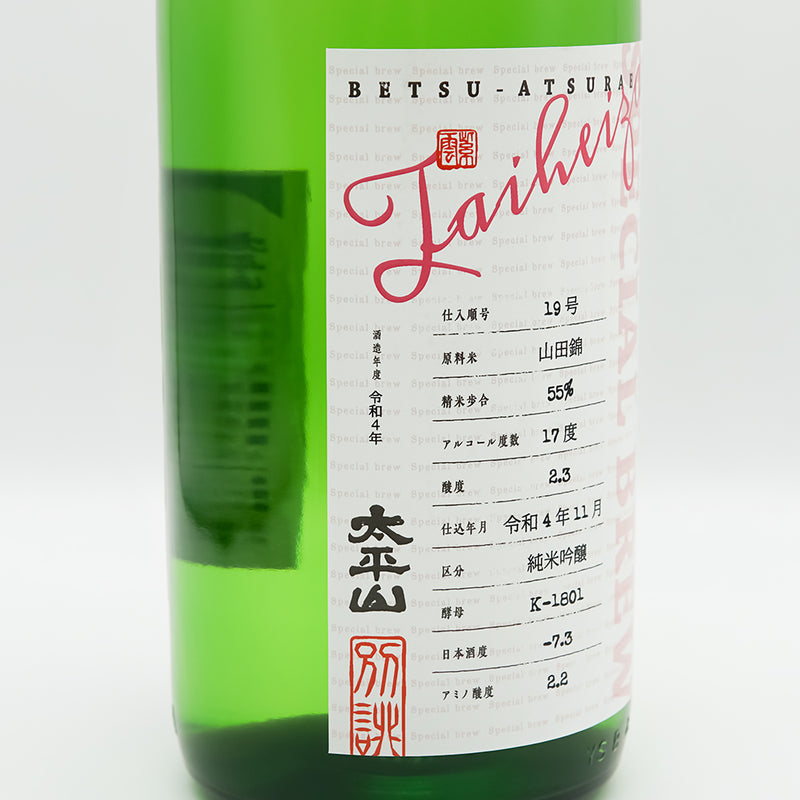 BETSU-ATSURAE
紫雲
Taiheiz
SPECIAL BREW
仕入順号 19号
原料米 山田錦
精米歩合 55%
アルコール度数 17度
酸度 2.3
仕込年月 令和4年11月
区分 純米吟醸
酵母 K-1801
日本酒度 -7.3
アミノ酸度 2.2
酒造年度 令和4年
太平山
別誂